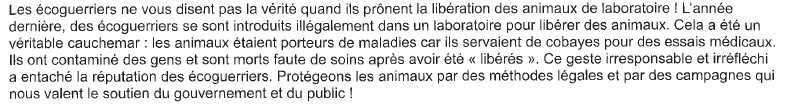 Les écoguerriers ne vous disent pas la vérité quand ils prônent la libération des animaux de laboratoire ! L'année
dernière, des écoguerriers se sont introduits illégalement dans un laboratoire pour libérer des animaux. Cela a été un
véritable cauchemar : les animaux étaient porteurs de maladies car ils servaient de cobayes pour des essais médicaux.
Ils ont contaminé des gens et sont morts faute de soins après avoir été « libérés ». Ce geste irresponsable et irréfléchi
a entaché la réputation des écoguerriers. Protégeons les animaux par des méthodes légales et par des campagnes qui
nous valent le soutien du gouvernement et du public !